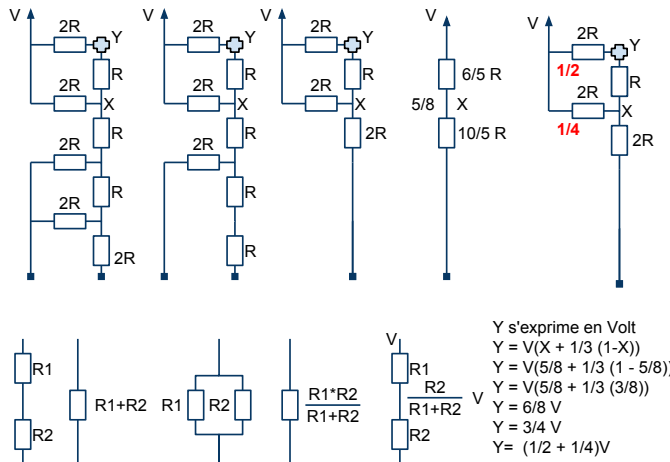 V
2R
Y
R
2R
X
R
2R
R
2R
2R
V
2R
Y
R
2R
X
R
2R
R
R
V
2R
Y
R
2R
X
2R
V
6/5 R
5/8 X
10/5 R
V
2R
Y
1/2
R
2R
X
1/4
2R
R1
R2
R1+R2
R1 R2
R1*R2
R1+R2
V
R1
R2
R1+R2
V
R2
Y s'exprime en Volt
Y = V(X + 1/3 (1-X))
Y = V(5/8 + 1/3 (1 - 5/8))
Y = V(5/8 + 1/3 (3/8))
Y = 6/8 V
Y = 3/4 V
Y= (1/2 + 1/4)V